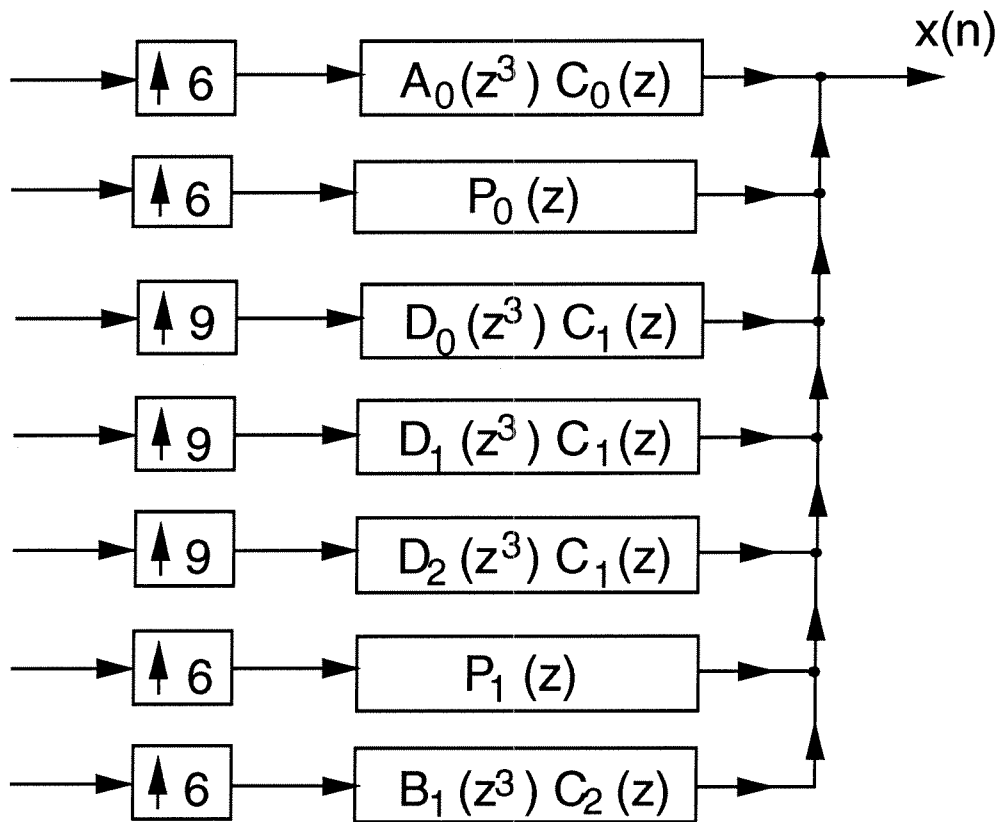 x(n)
↑ 6 A₀(z³) C₀(z)
↑ 6 P₀(z)
↑ 9 D₀(z³) C₁(z)
↑ 9 D₁(z³) C₁(z)
↑ 9 D₂(z³) C₁(z)
↑ 6 P₁(z)
↑ 6 B₁(z³) C₂(z)